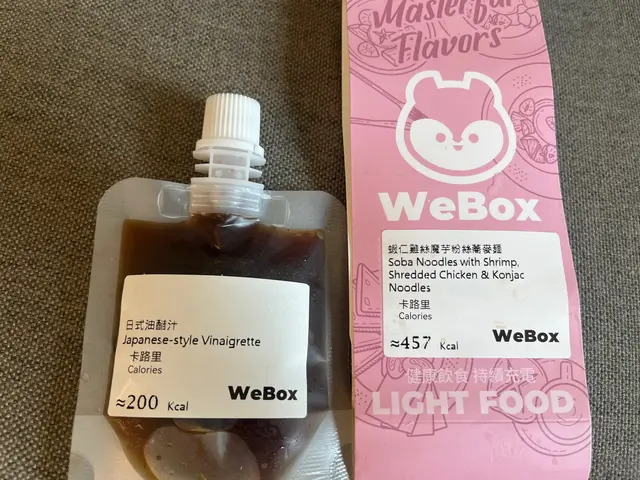 日式油醋汁
Japanese-style Vinaigrette
卡路里
Calories
≈200 Kcal
WeBox
Masterful
Flavors
WeBox
蝦仁雞絲魔芋粉絲蕎麥麵
Soba Noodles with Shrimp,
Shredded Chicken & Konjac
Noodles
卡路里
Calories
≈457 Kcal
WeBox
健康飲食 持續充電
LIGHT FOOD